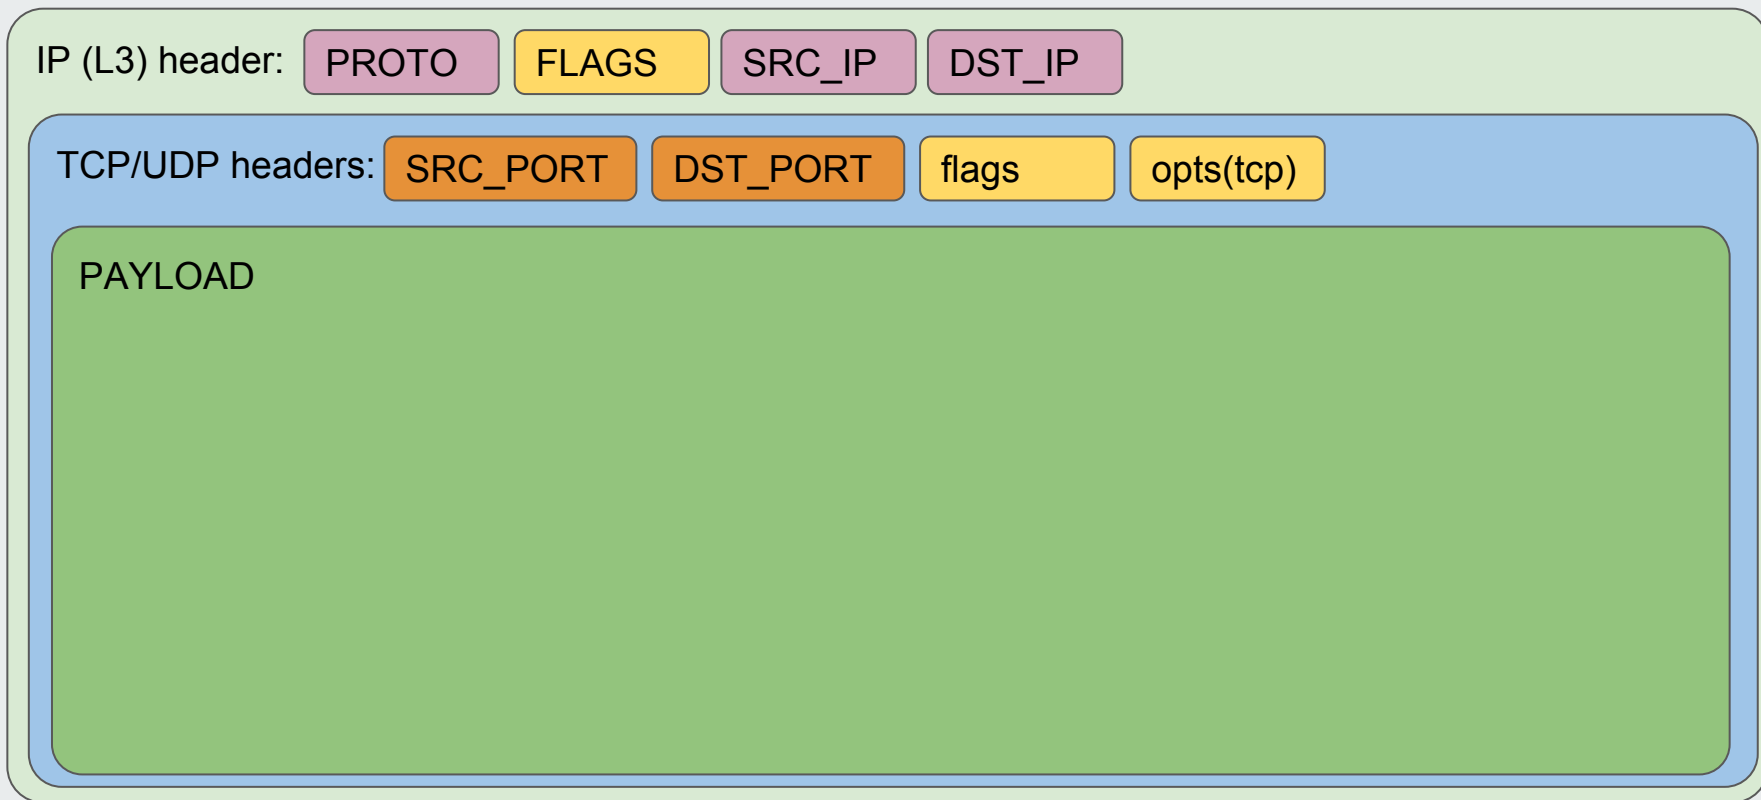 IP (L3) header: PROTO FLAGS SRC_IP DST_IP
TCP/UDP headers: SRC_PORT DST_PORT flags opts(tcp)
PAYLOAD